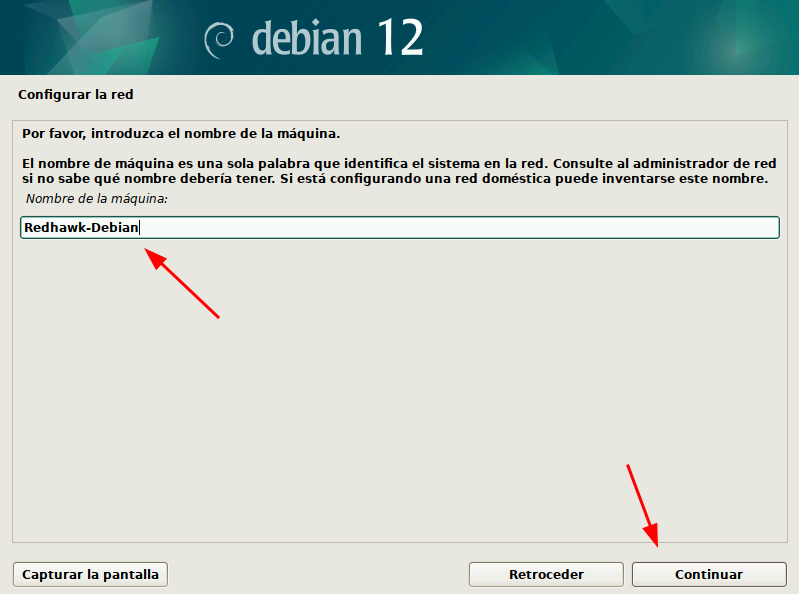 debian 12
Configurar la red
Por favor, introduzca el nombre de la máquina.
El nombre de máquina es una sola palabra que identifica el sistema en la red. Consulte al administrador de red
si no sabe qué nombre debería tener. Si está configurando una red doméstica puede inventarse este nombre.
Nombre de la máquina:
Redhawk-Debian
Capturar la pantalla
Retroceder
Continuar